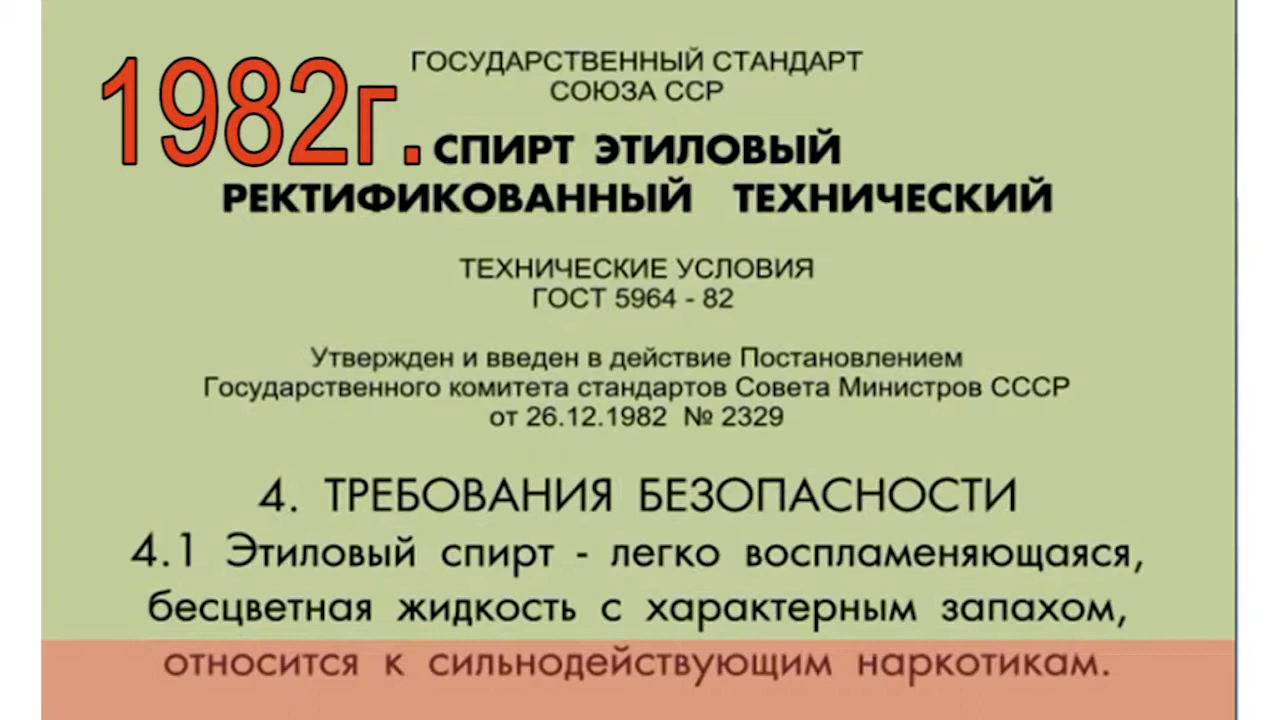 1982г.
ГОСУДАРСТВЕННЫЙ СТАНДАРТ
СОЮЗА ССР
СПИРТ ЭТИЛОВЫЙ
РЕКТИФИКОВАННЫЙ ТЕХНИЧЕСКИЙ
ТЕХНИЧЕСКИЕ УСЛОВИЯ
ГОСТ 5964 - 82
Утвержден и введен в действие Постановлением
Государственного комитета стандартов Совета Министров СССР
от 26.12.1982 № 2329
4. ТРЕБОВАНИЯ БЕЗОПАСНОСТИ
4.1 Этиловый спирт - легко воспламеняющаяся,
бесцветная жидкость с характерным запахом,
относится к сильнодействующим наркотикам.